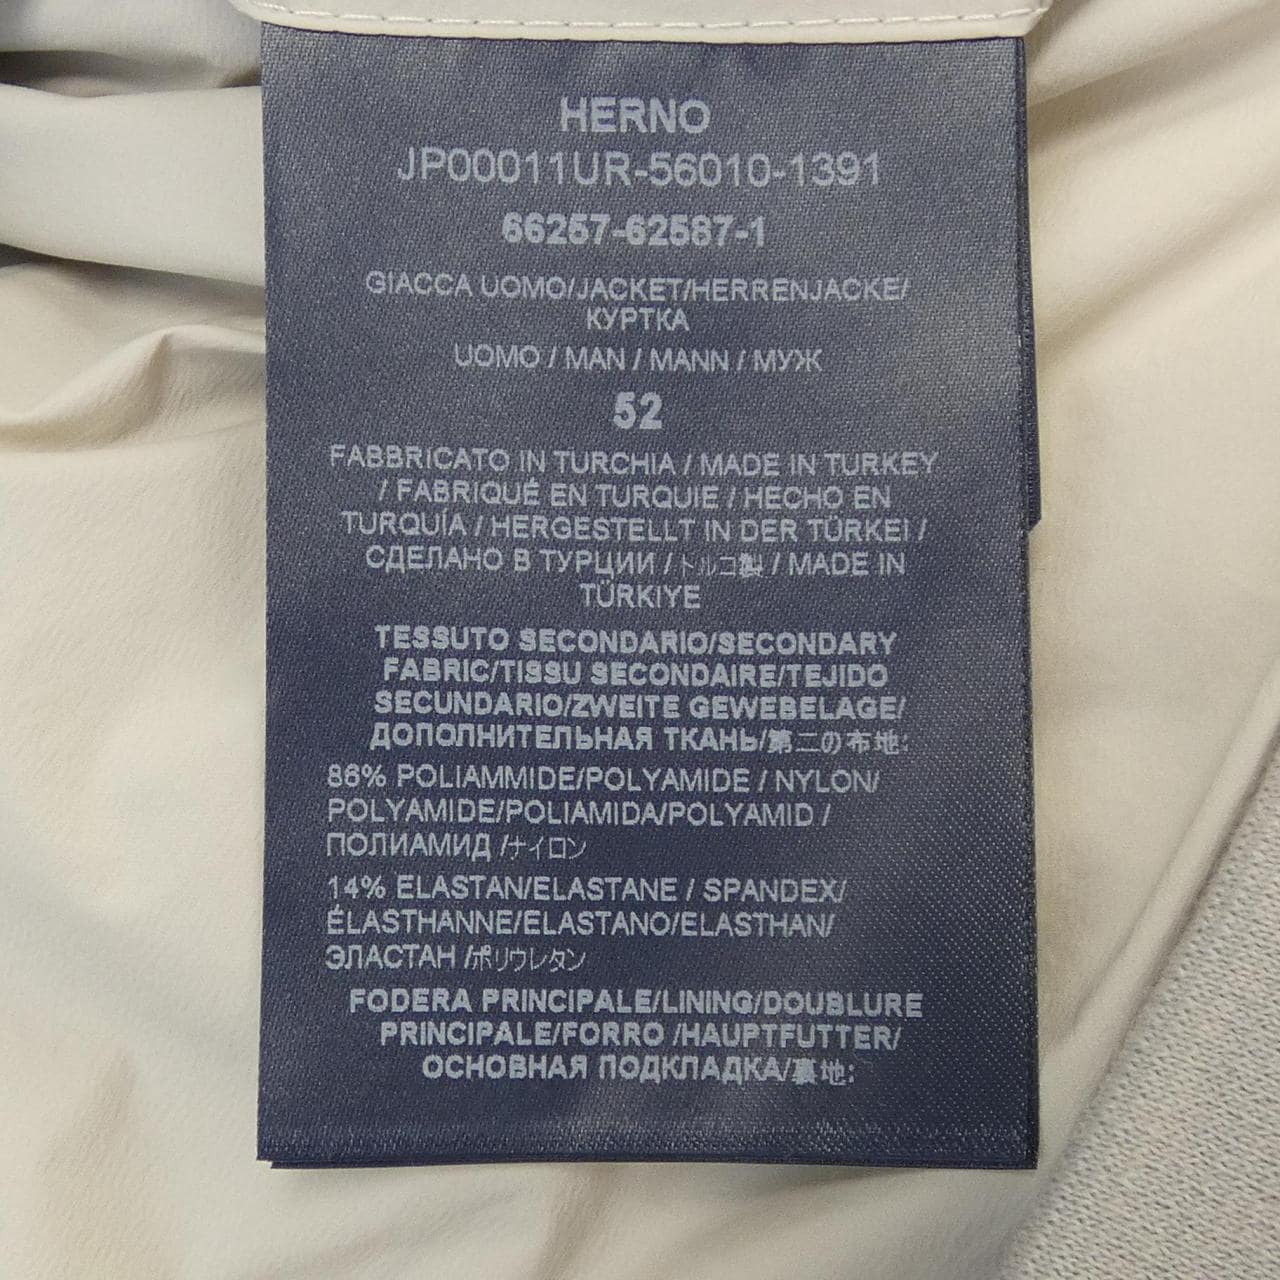 HERNO
JP00011UR-56010-1391
66257-62587-1
GIACCA UOMO/JACKET/HERRENJACKE/
КУРТКА
UOMO / MAN / MANN / МУЖ
52
FABBRICATO IN TURCHIA / MADE IN TURKEY
/ FABRIQUÉ EN TURQUIE / HECHO EN
TURQUÍA / HERGESTELLT IN DER TÜRKEI /
СДЕЛАНО В ТУРЦИИ / トルコ製 / MADE IN
TÜRKIYE
TESSUTO SECONDARIO/SECONDARY
FABRIC/TISSU SECONDAIRE/TEJIDO
SECUNDARIO/ZWEITE GEWEBELAGE/
ДОПОЛНИТЕЛЬНАЯ ТКАНЬ/第二の布地:
86% POLIAMMIDE/POLYAMIDE / NYLON/
POLYAMIDE/POLIAMIDA/POLYAMID /
ПОЛИАМИД /ナイロン
14% ELASTAN/ELASTANE / SPANDEX/
ÉLASTHANNE/ELASTANO/ELASTHAN/
ЭЛАСТАН /ポリウレタン
FODERA PRINCIPALE/LINING/DOUBLURE
PRINCIPALE/FORRO /HAUPTFUTTER/
ОСНОВНАЯ ПОДКЛАДКА/裏地: